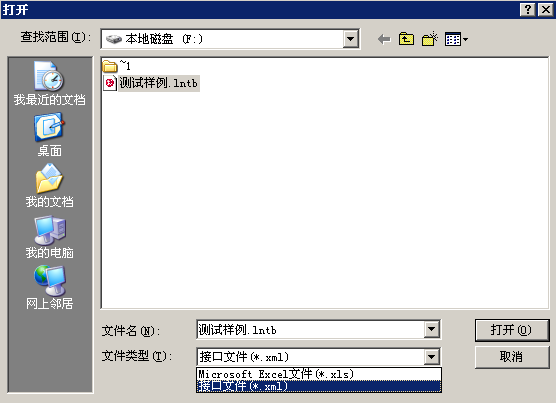 打开
查找范围(I):
本地磁盘 (F:)
~1
测试样例.lntb
我最近的文档
桌面
我的文档
我的电脑
网上邻居
文件名(N):
测试样例.lntb
打开(O)
文件类型(T):
接口文件(*.xml)
取消
Microsoft Excel文件(*.xls)
接口文件(*.xml)